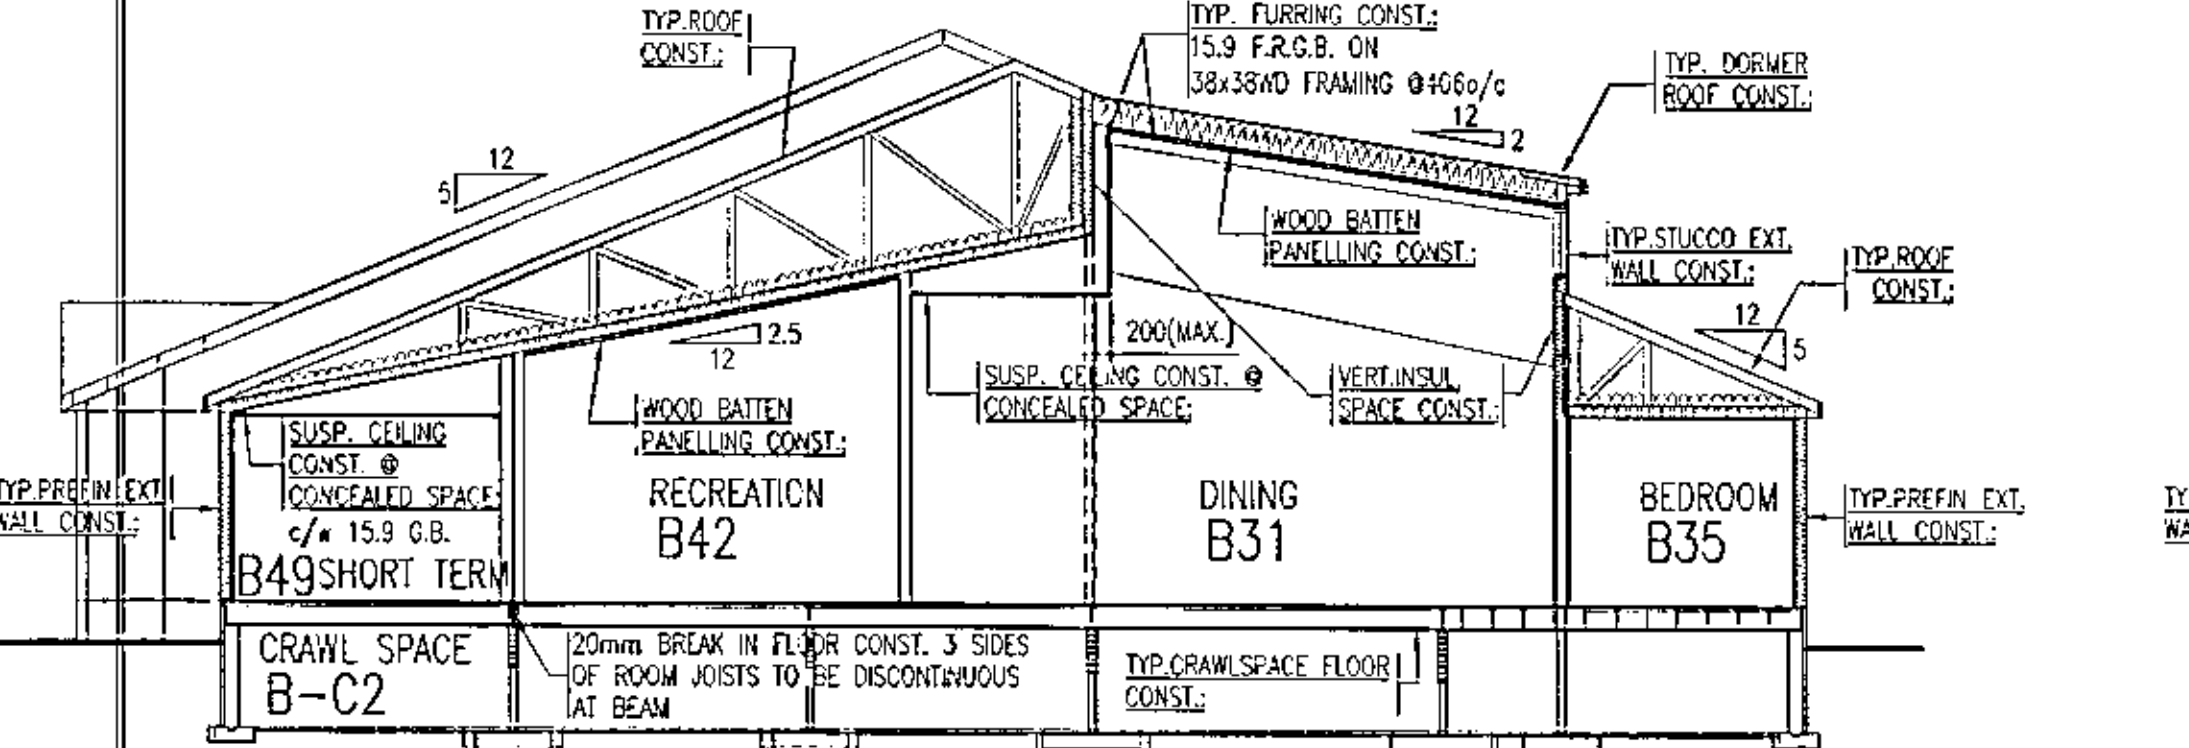 TYP.ROOF
CONST.:
TYP. FURRING CONST.:
15.9 F.R.G.B. ON
38x38WD FRAMING @406o/c
TYP. DORMER
ROOF CONST.:
12
5
12
2
WOOD BATTEN
PANELLING CONST.:
TYP.STUCCO EXT.
WALL CONST.:
TYP.ROOF
CONST.:
12
5
2.5
12
200(MAX.)
SUSP. CEILING CONST. @
CONCEALED SPACE:
VERT.INSUL.
SPACE CONST.:
WOOD BATTEN
PANELLING CONST.:
SUSP. CEILING
CONST. @
CONCEALED SPACE:
c/w 15.9 G.B.
TYP.PREFIN EXT.
WALL CONST.:
RECREATION
B42
DINING
B31
BEDROOM
B35
TYP.PREFIN EXT.
WALL CONST.:
TY
WA
B49 SHORT TERM
CRAWL SPACE
B-C2
20mm BREAK IN FLOOR CONST. 3 SIDES
OF ROOM JOISTS TO BE DISCONTINUOUS
AT BEAM
TYP.CRAWLSPACE FLOOR
CONST.: